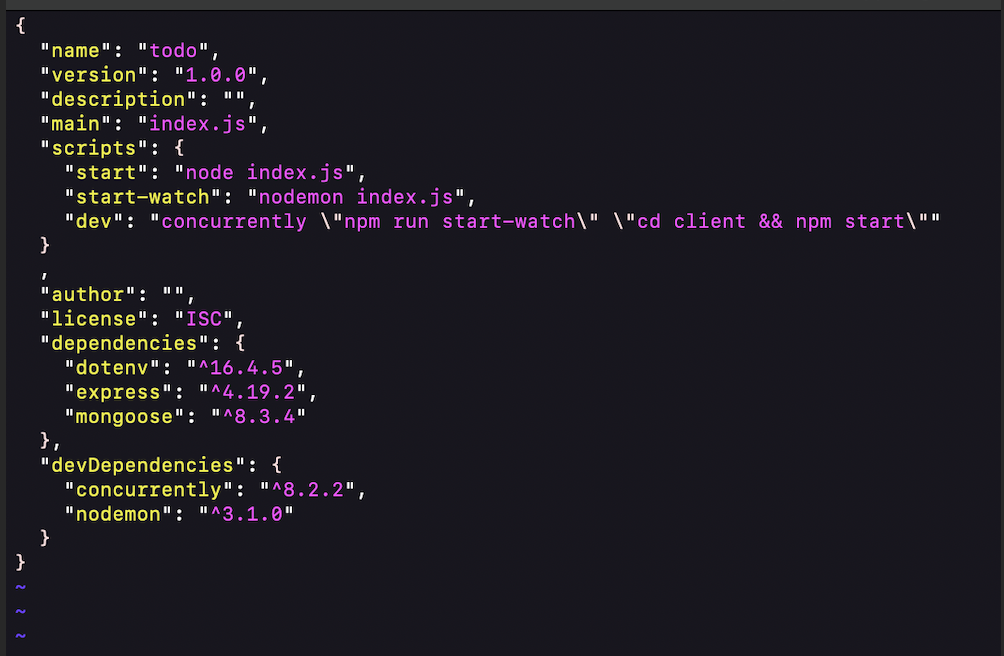 {
  "name": "todo",
  "version": "1.0.0",
  "description": "",
  "main": "index.js",
  "scripts": {
    "start": "node index.js",
    "start-watch": "nodemon index.js",
    "dev": "concurrently \"npm run start-watch\" \"cd client && npm start\""
  }
  ,
  "author": "",
  "license": "ISC",
  "dependencies": {
    "dotenv": "^16.4.5",
    "express": "^4.19.2",
    "mongoose": "^8.3.4"
  },
  "devDependencies": {
    "concurrently": "^8.2.2",
    "nodemon": "^3.1.0"
  }
}
~
~
~